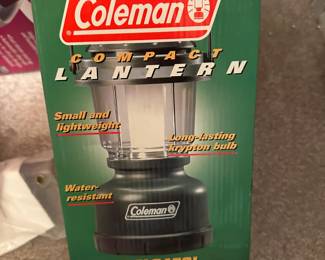 Coleman
COMPACT
LANTERN
Small and
lightweight
Long-lasting
krypton bulb
Water-
resistant
Coleman